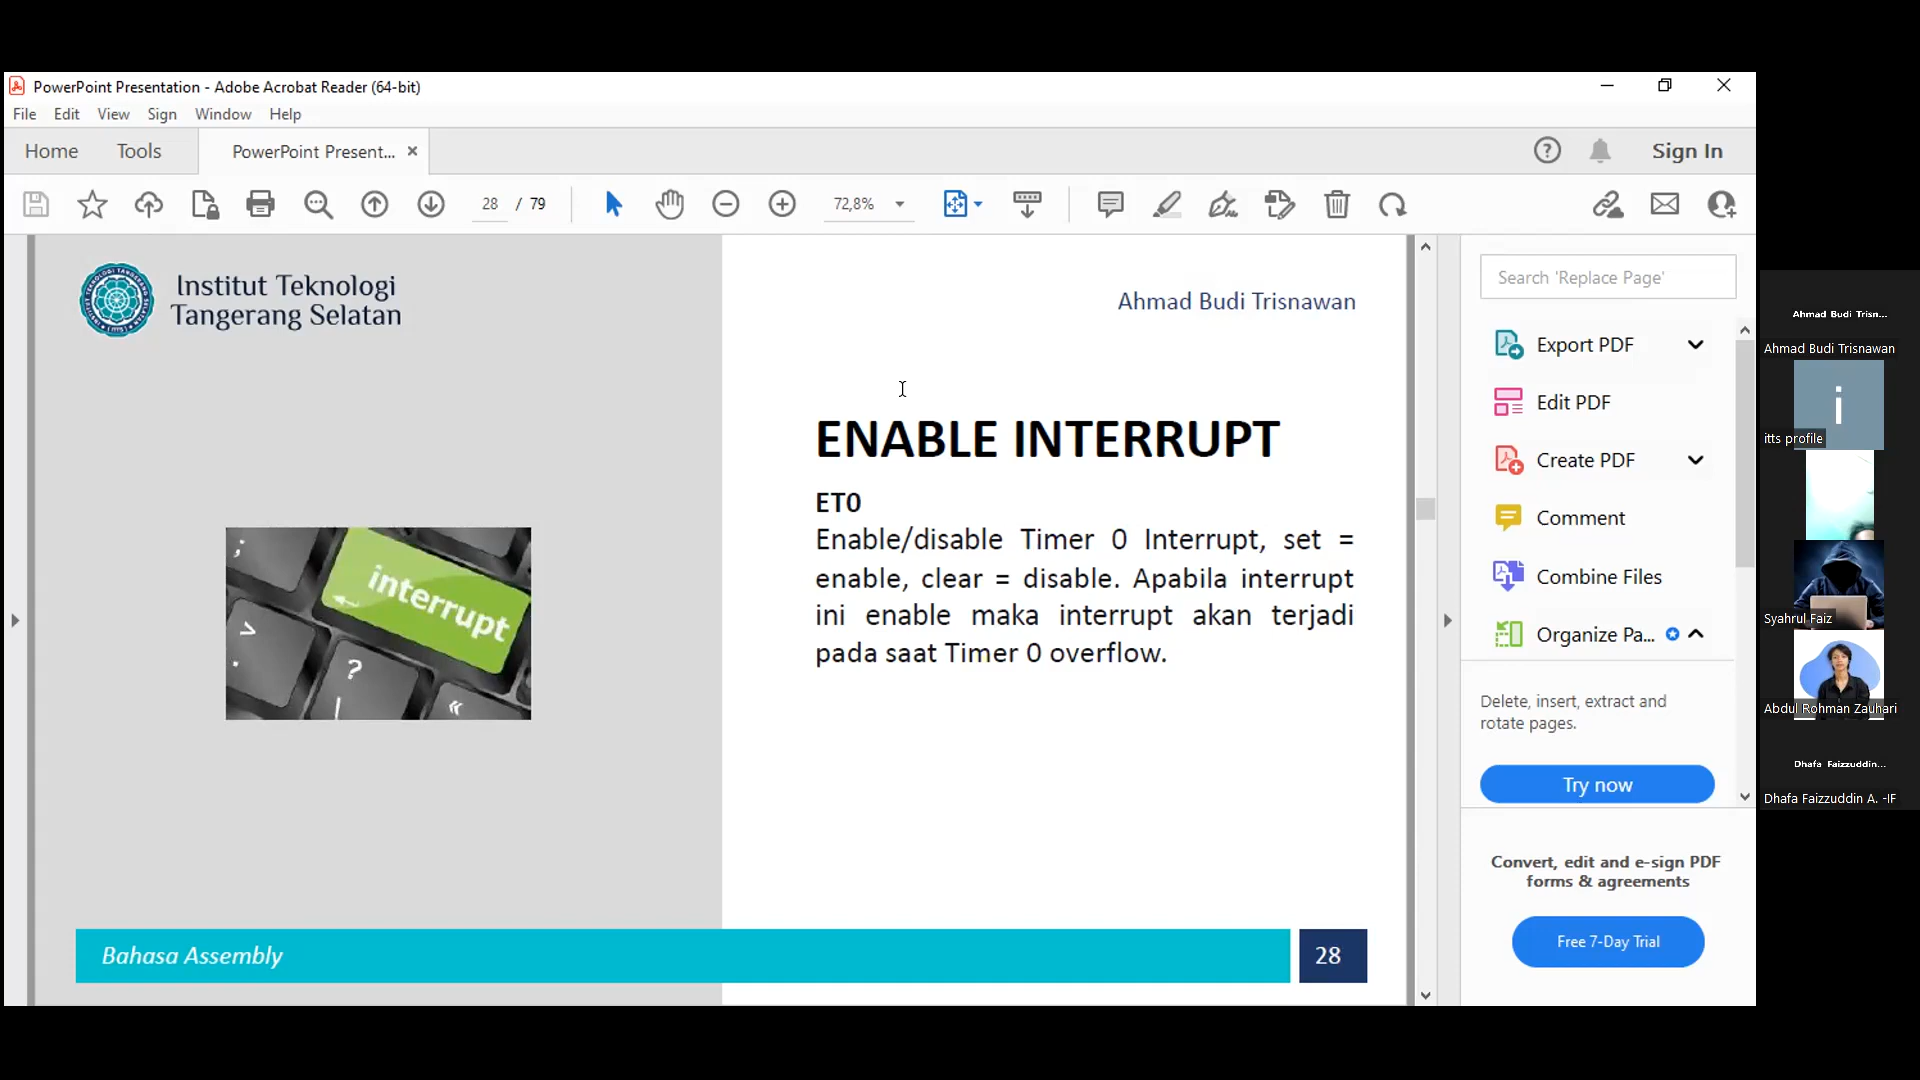 PowerPoint Presentation - Adobe Acrobat Reader (64-bit)
File Edit View Sign Window Help
Home Tools PowerPoint Present... ×
Sign In
28 / 79
72,8%
Institut Teknologi
Tangerang Selatan
Ahmad Budi Trisnawan
ENABLE INTERRUPT
ET0
Enable/disable Timer 0 Interrupt, set =
enable, clear = disable. Apabila interrupt
ini enable maka interrupt akan terjadi
pada saat Timer 0 overflow.
;
interrupt
>
.
?
|
«
Bahasa Assembly
28
Search 'Replace Page'
Export PDF
Edit PDF
Create PDF
Comment
Combine Files
Organize Pa...
Delete, insert, extract and
rotate pages.
Try now
Convert, edit and e-sign PDF
forms & agreements
Free 7-Day Trial
Ahmad Budi Trisn...
Ahmad Budi Trisnawan
i
itts profile
Syahrul Faiz
Abdul Rohman Zauhari
Dhafa Faizzuddin...
Dhafa Faizzuddin A. -IF